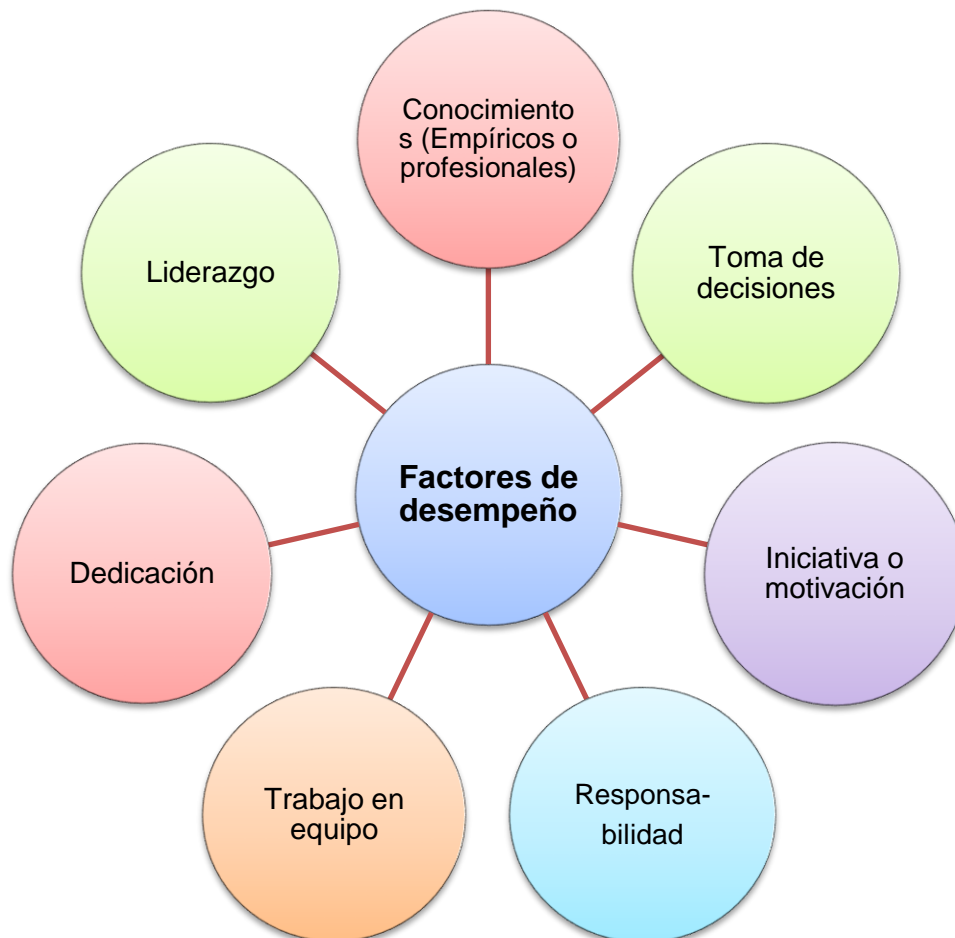 Conocimiento
s (Empíricos o
profesionales)
Toma de
decisiones
Liderazgo
Factores de
desempeño
Iniciativa o
motivación
Dedicación
Responsa-
bilidad
Trabajo en
equipo